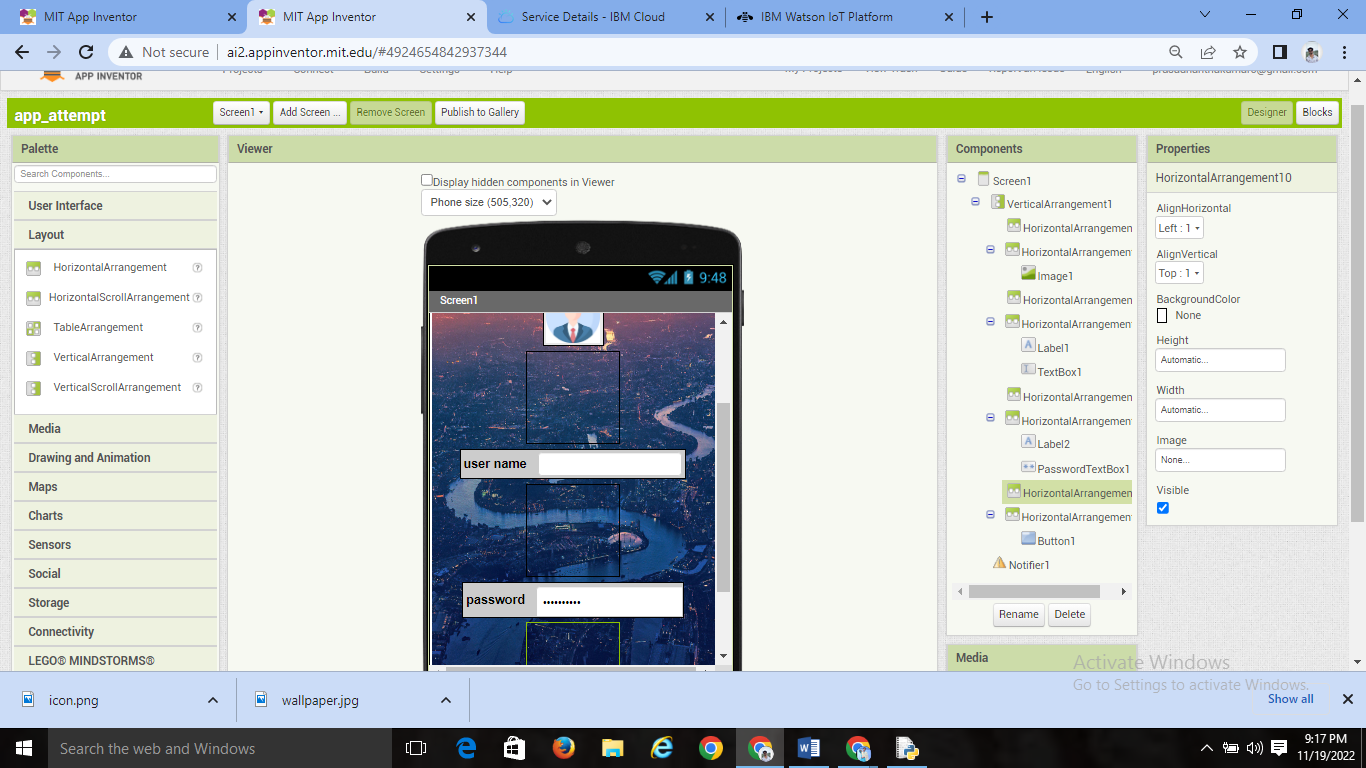 MIT App Inventor
MIT App Inventor
Service Details - IBM Cloud
IBM Watson IoT Platform
Not secure
ai2.appinventor.mit.edu/#4924654842937344
APP INVENTOR
app_attempt
Screen1
Add Screen ...
Remove Screen
Publish to Gallery
Designer
Blocks
Palette
Search Components...
User Interface
Layout
HorizontalArrangement
HorizontalScrollArrangement
TableArrangement
VerticalArrangement
VerticalScrollArrangement
Media
Drawing and Animation
Maps
Charts
Sensors
Social
Storage
Connectivity
LEGO® MINDSTORMS®
Viewer
Display hidden components in Viewer
Phone size (505,320)
9:48
Screen1
user name
password
Components
Screen1
VerticalArrangement1
HorizontalArrangemen
HorizontalArrangement
Image1
HorizontalArrangemen
HorizontalArrangement
Label1
TextBox1
HorizontalArrangemen
HorizontalArrangement
Label2
PasswordTextBox1
HorizontalArrangemen
HorizontalArrangement
Button1
Notifier1
Rename
Delete
Media
Properties
HorizontalArrangement10
AlignHorizontal
Left : 1
AlignVertical
Top : 1
BackgroundColor
None
Height
Automatic...
Width
Automatic...
Image
None...
Visible
Activate Windows
Go to Settings to activate Windows.
icon.png
wallpaper.jpg
Show all
Search the web and Windows
9:17 PM
11/19/2022